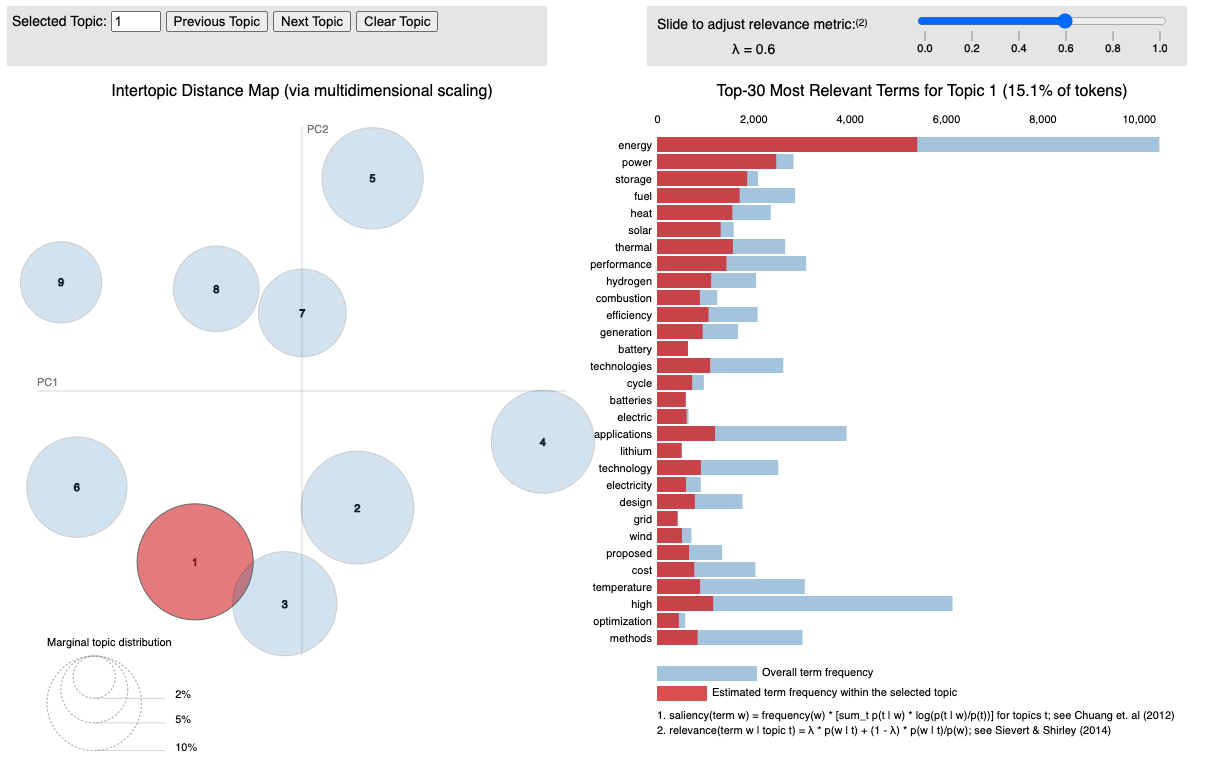 Selected Topic: 1 Previous Topic Next Topic Clear Topic
Slide to adjust relevance metric:(2)
λ = 0.6
0.0 0.2 0.4 0.6 0.8 1.0
Intertopic Distance Map (via multidimensional scaling)
PC2
5
9
8
7
PC1
4
6
2
1
3
Marginal topic distribution
2%
5%
10%
Top-30 Most Relevant Terms for Topic 1 (15.1% of tokens)
0 2,000 4,000 6,000 8,000 10,000
energy
power
storage
fuel
heat
solar
thermal
performance
hydrogen
combustion
efficiency
generation
battery
technologies
cycle
batteries
electric
applications
lithium
technology
electricity
design
grid
wind
proposed
cost
temperature
high
optimization
methods
Overall term frequency
Estimated term frequency within the selected topic
1. saliency(term w) = frequency(w) * [sum_t p(t | w) * log(p(t | w)/p(t))] for topics t; see Chuang et. al (2012)
2. relevance(term w | topic t) = λ * p(w | t) + (1 - λ) * p(w | t)/p(w); see Sievert & Shirley (2014)